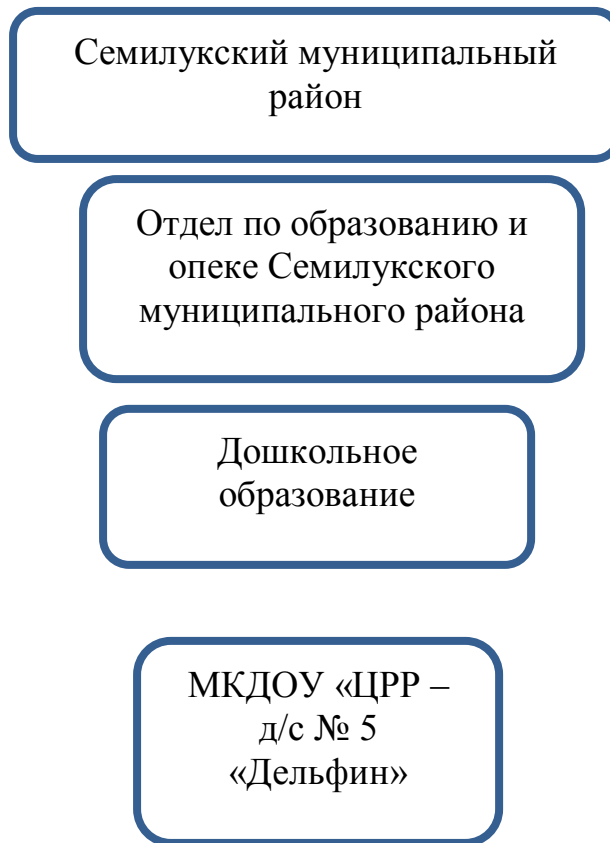 Семилукский муниципальный
район
Отдел по образованию и
опеке Семилукского
муниципального района
Дошкольное
образование
МКДОУ «ЦРР –
д/с № 5
«Дельфин»